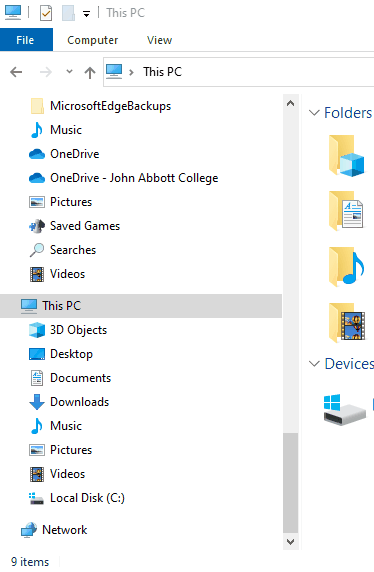 This PC
File Computer View
This PC
MicrosoftEdgeBackups
Music
OneDrive
OneDrive - John Abbott College
Pictures
Saved Games
Searches
Videos
This PC
3D Objects
Desktop
Documents
Downloads
Music
Pictures
Videos
Local Disk (C:)
Network
Folders
Devices
9 items